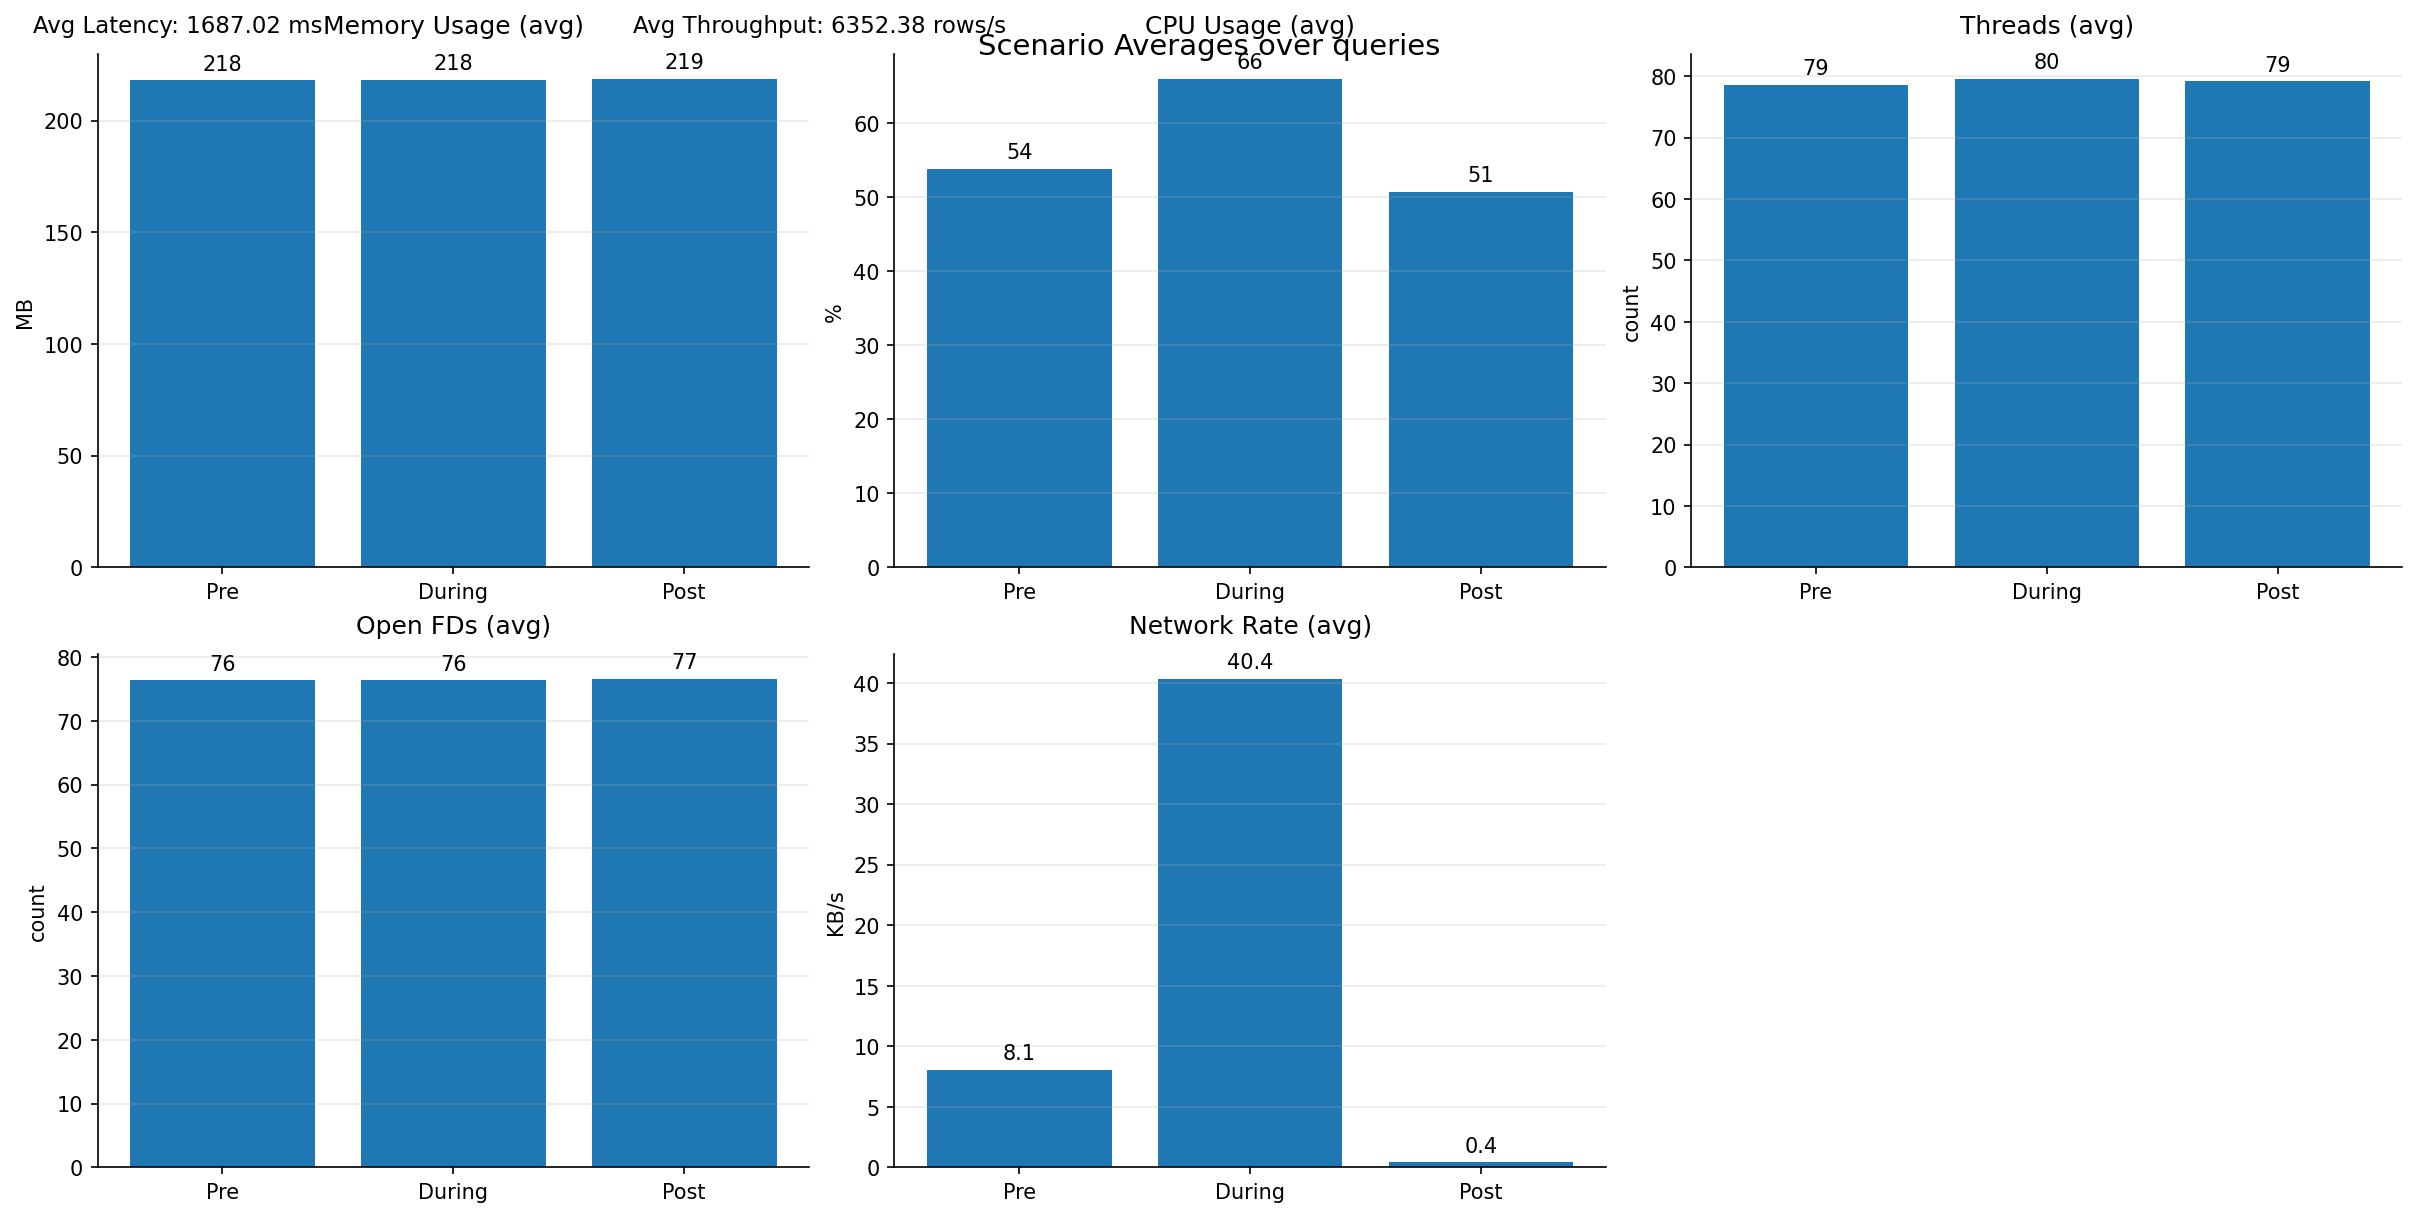 Avg Latency: 1687.02 ms
Memory Usage (avg)
Avg Throughput: 6352.38 rows/s
CPU Usage (avg)
Threads (avg)
Scenario Averages over queries
218
218
219
200
150
100
50
0
MB
Pre
During
Post
54
66
51
60
50
40
30
20
10
0
%
Pre
During
Post
79
80
79
80
70
60
50
40
30
20
10
0
count
Pre
During
Post
Open FDs (avg)
76
76
77
80
70
60
50
40
30
20
10
0
count
Pre
During
Post
Network Rate (avg)
8.1
40.4
0.4
40
35
30
25
20
15
10
5
0
KB/s
Pre
During
Post